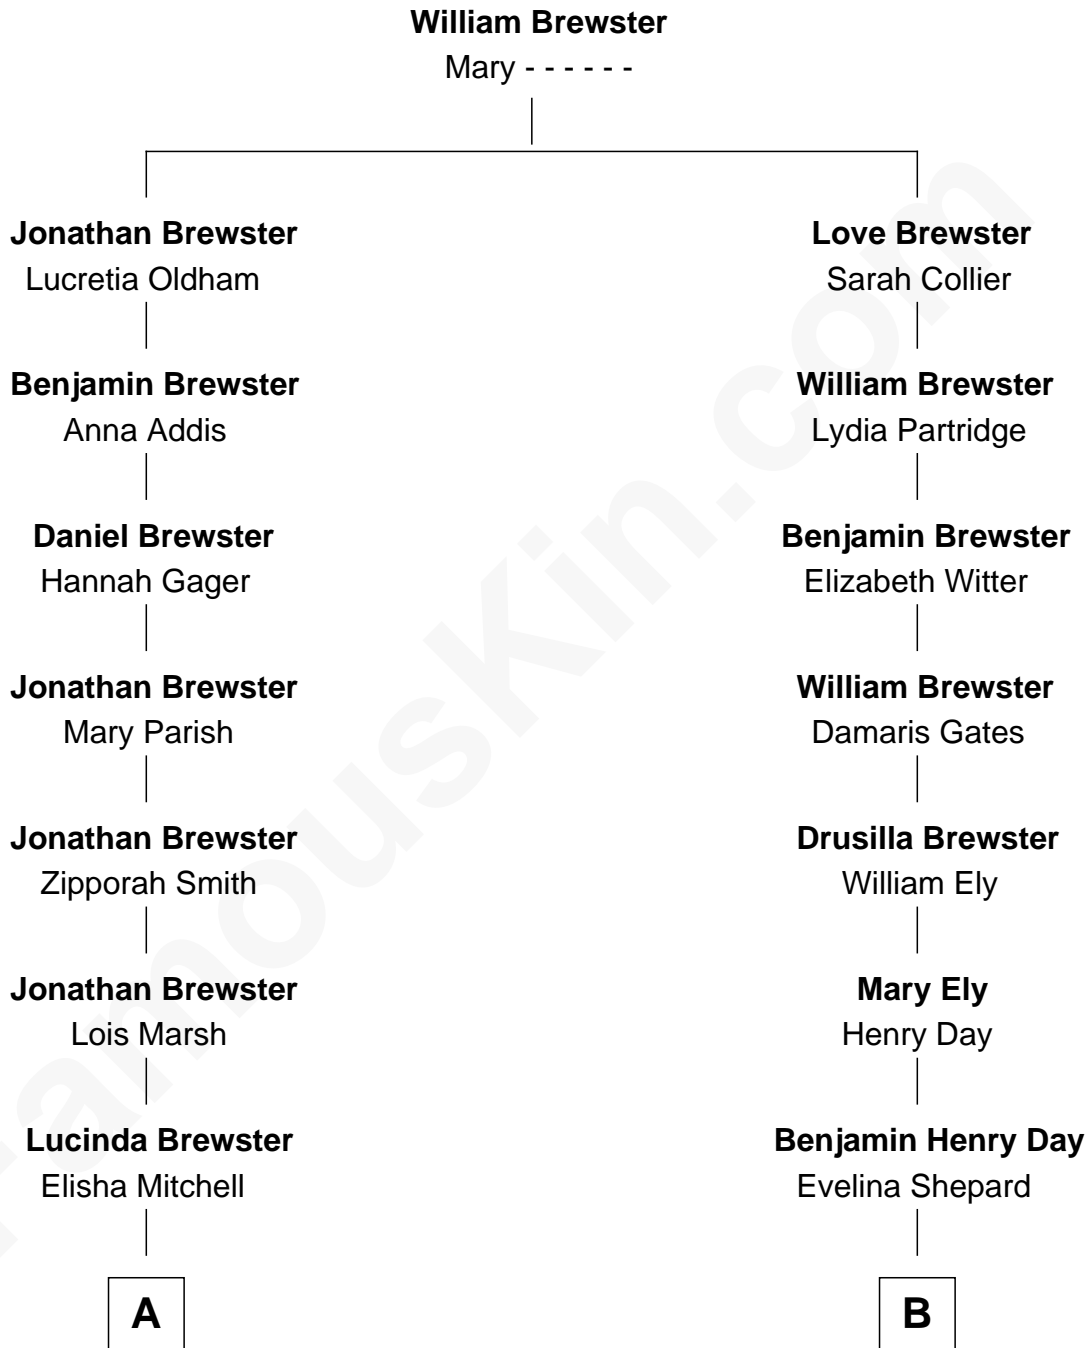 William Brewster
Mary - - - - - -
Jonathan Brewster
Lucretia Oldham
Love Brewster
Sarah Collier
Benjamin Brewster
Anna Addis
William Brewster
Lydia Partridge
Daniel Brewster
Hannah Gager
Benjamin Brewster
Elizabeth Witter
Jonathan Brewster
Mary Parish
William Brewster
Damaris Gates
Jonathan Brewster
Zipporah Smith
Drusilla Brewster
William Ely
Jonathan Brewster
Lois Marsh
Mary Ely
Henry Day
Lucinda Brewster
Elisha Mitchell
Benjamin Henry Day
Evelina Shepard
A
B
FamousKin.com